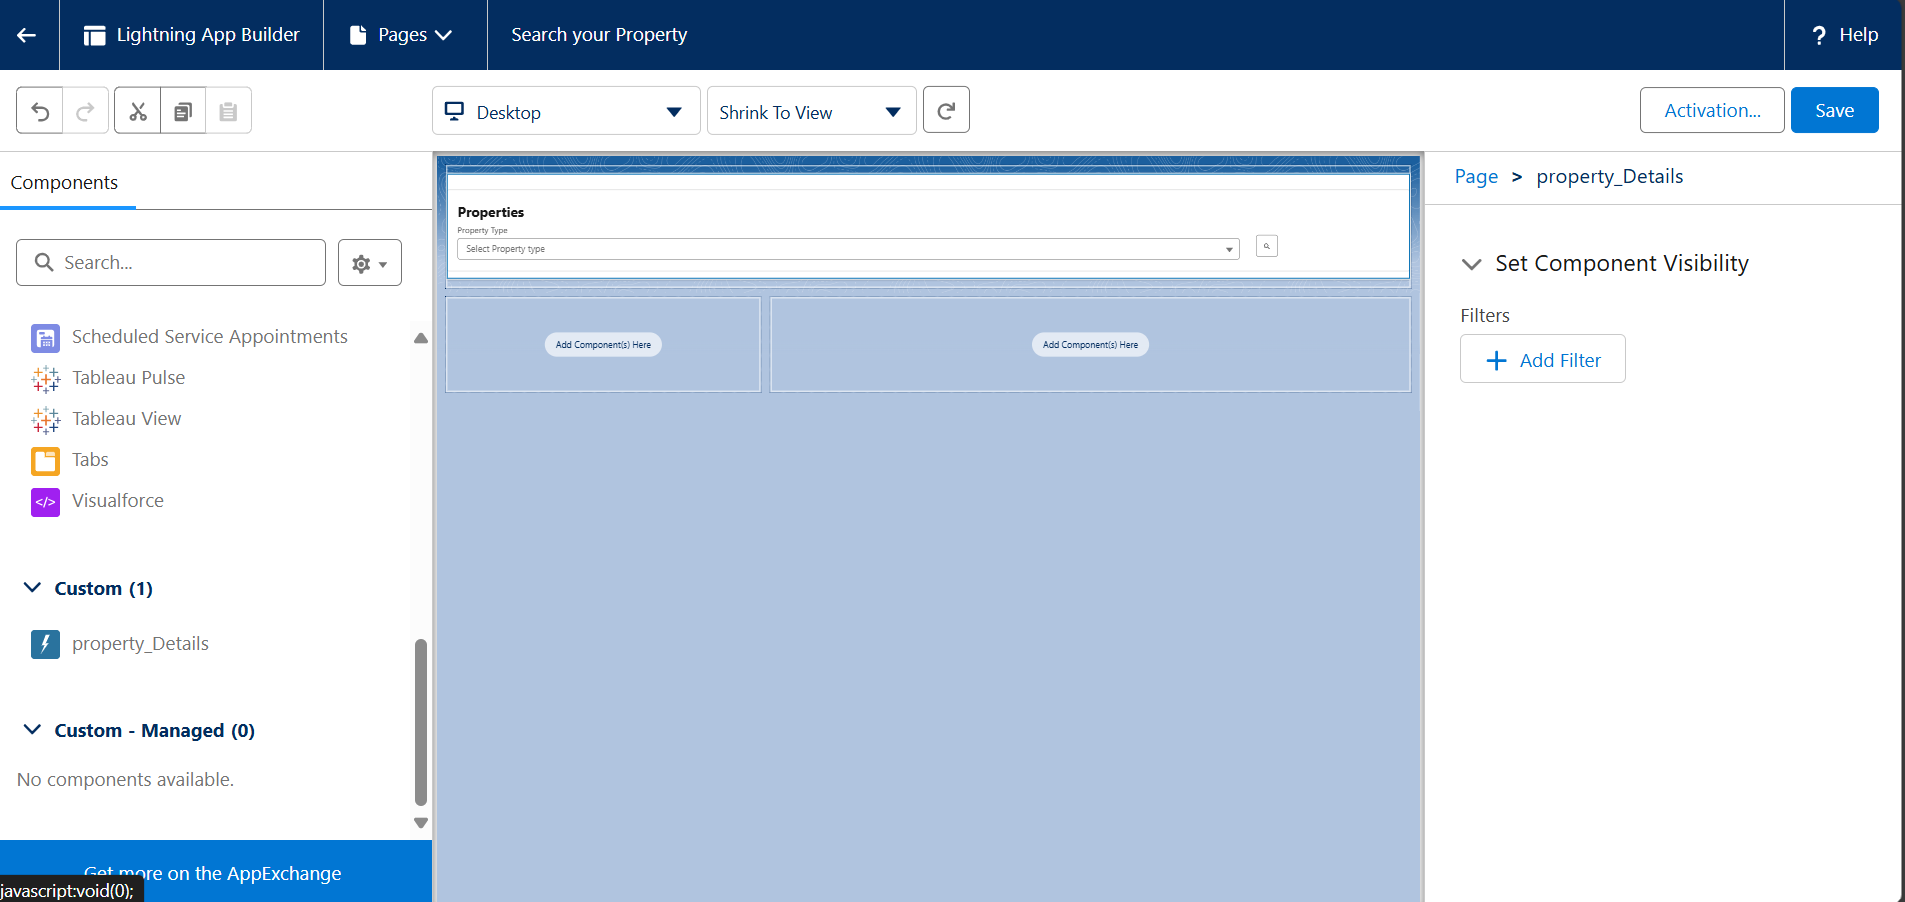 Lightning App Builder
Pages
Search your Property
? Help
Desktop
Shrink To View
Activation...
Save
Components
Search...
Scheduled Service Appointments
Tableau Pulse
Tableau View
Tabs
</> Visualforce
Custom (1)
property_Details
Custom - Managed (0)
No components available.
Get more on the AppExchange
javascript:void(0);
Properties
Property Type
Select Property type
Add Component(s) Here
Add Component(s) Here
Page > property_Details
Set Component Visibility
Filters
+ Add Filter